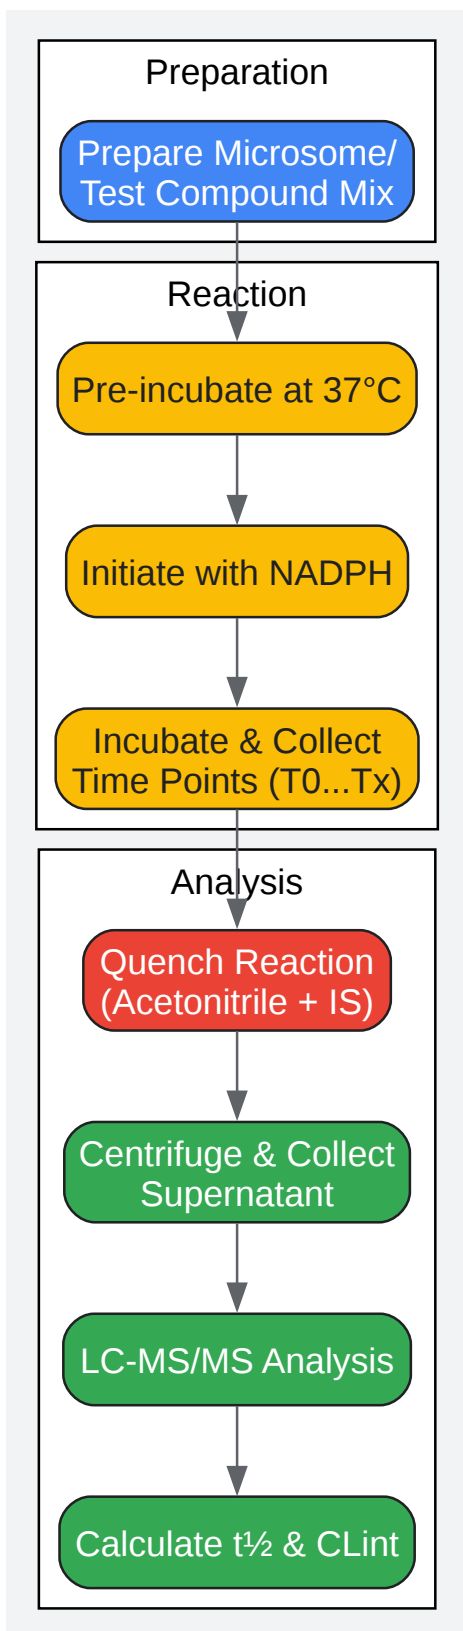 Preparation
Prepare Microsome/
Test Compound Mix
Reaction
Pre-incubate at 37°C
Initiate with NADPH
Incubate & Collect
Time Points (T0...Tx)
Analysis
Quench Reaction
(Acetonitrile + IS)
Centrifuge & Collect
Supernatant
LC-MS/MS Analysis
Calculate t½ & CLint